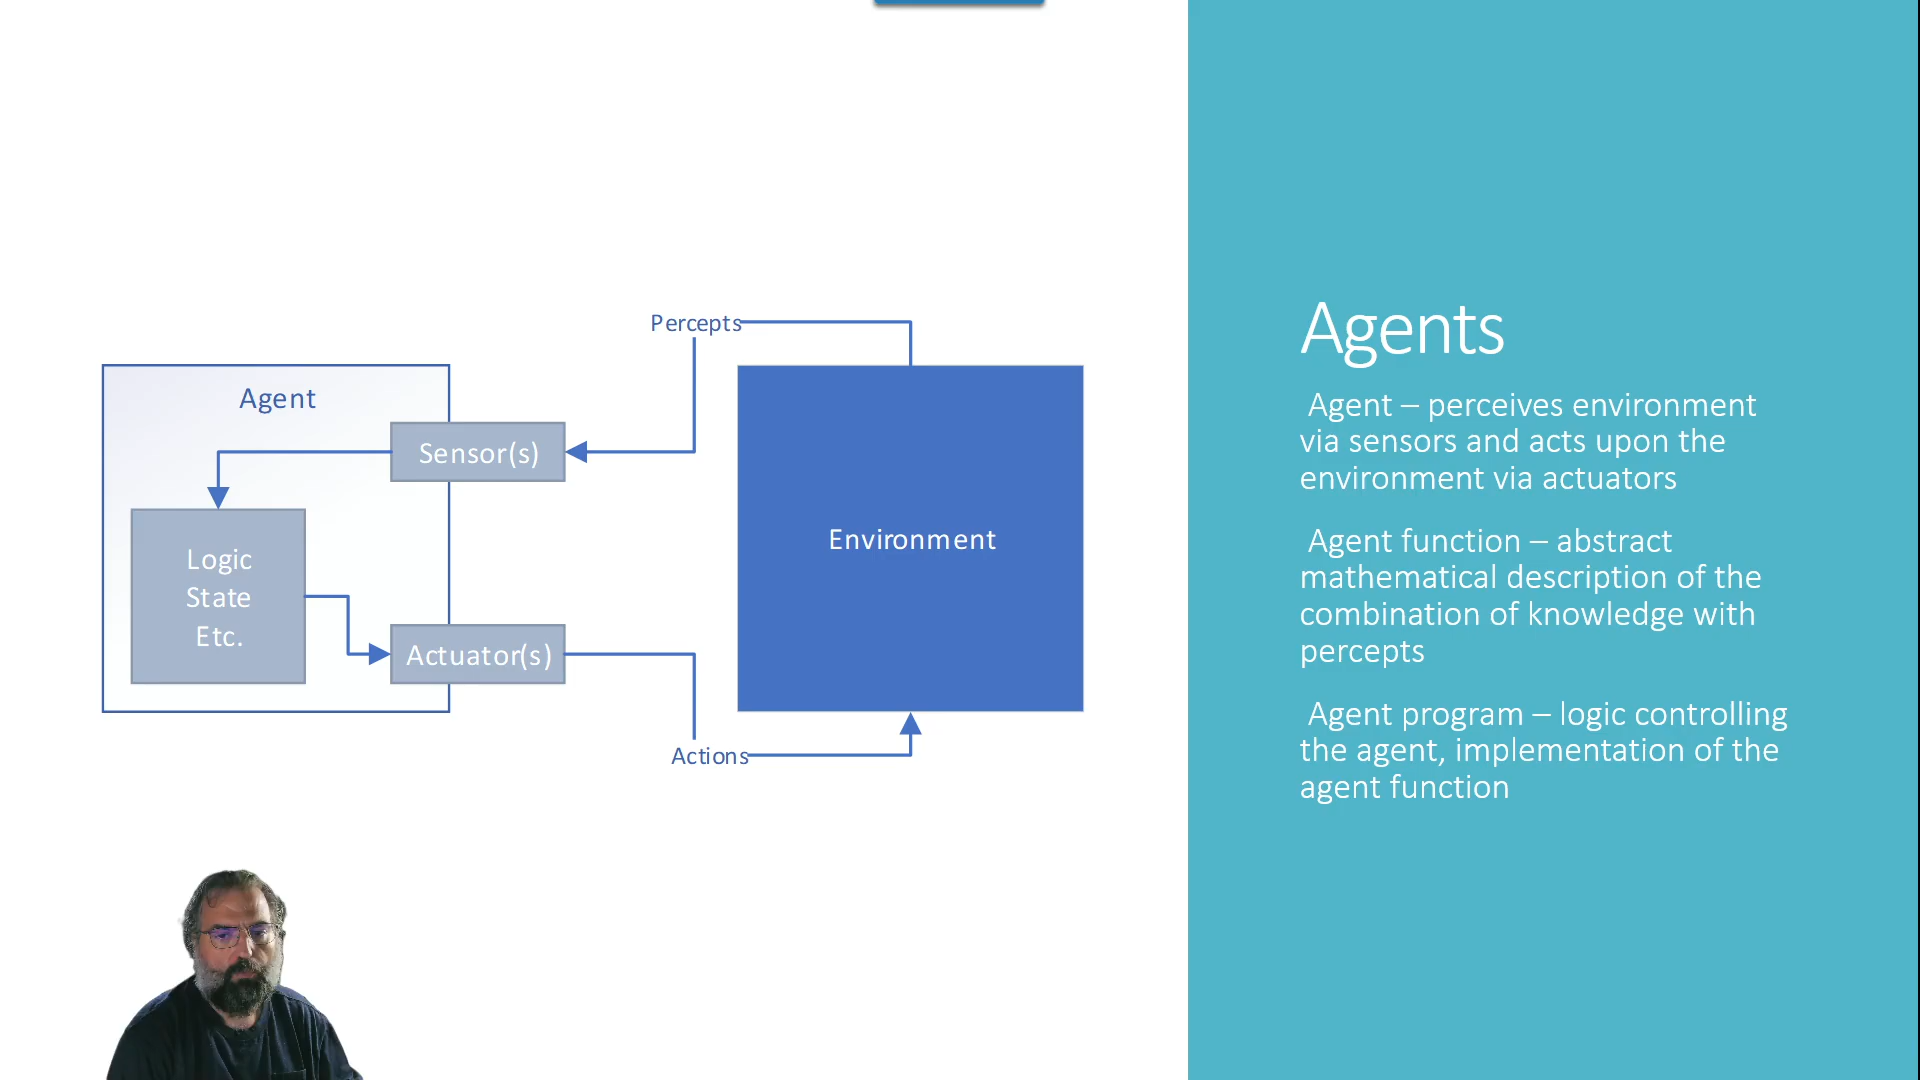 Percepts
Agent
Sensor(s)
Logic
State
Etc.
Environment
Actuator(s)
Actions
Agents
Agent – perceives environment
via sensors and acts upon the
environment via actuators
Agent function – abstract
mathematical description of the
combination of knowledge with
percepts
Agent program – logic controlling
the agent, implementation of the
agent function